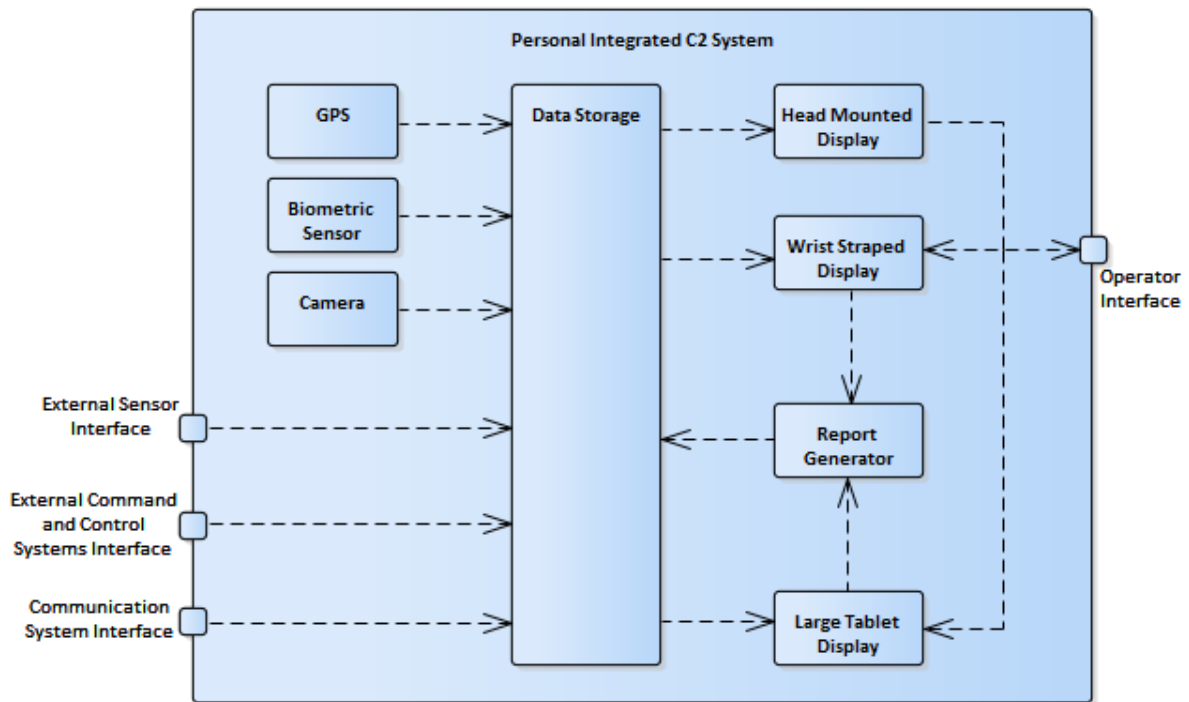 Personal Integrated C2 System
GPS
Data Storage
Head Mounted
Display
Biometric
Sensor
Wrist Straped
Display
Camera
Operator
Interface
External Sensor
Interface
Report
Generator
External Command
and Control
Systems Interface
Communication
System Interface
Large Tablet
Display